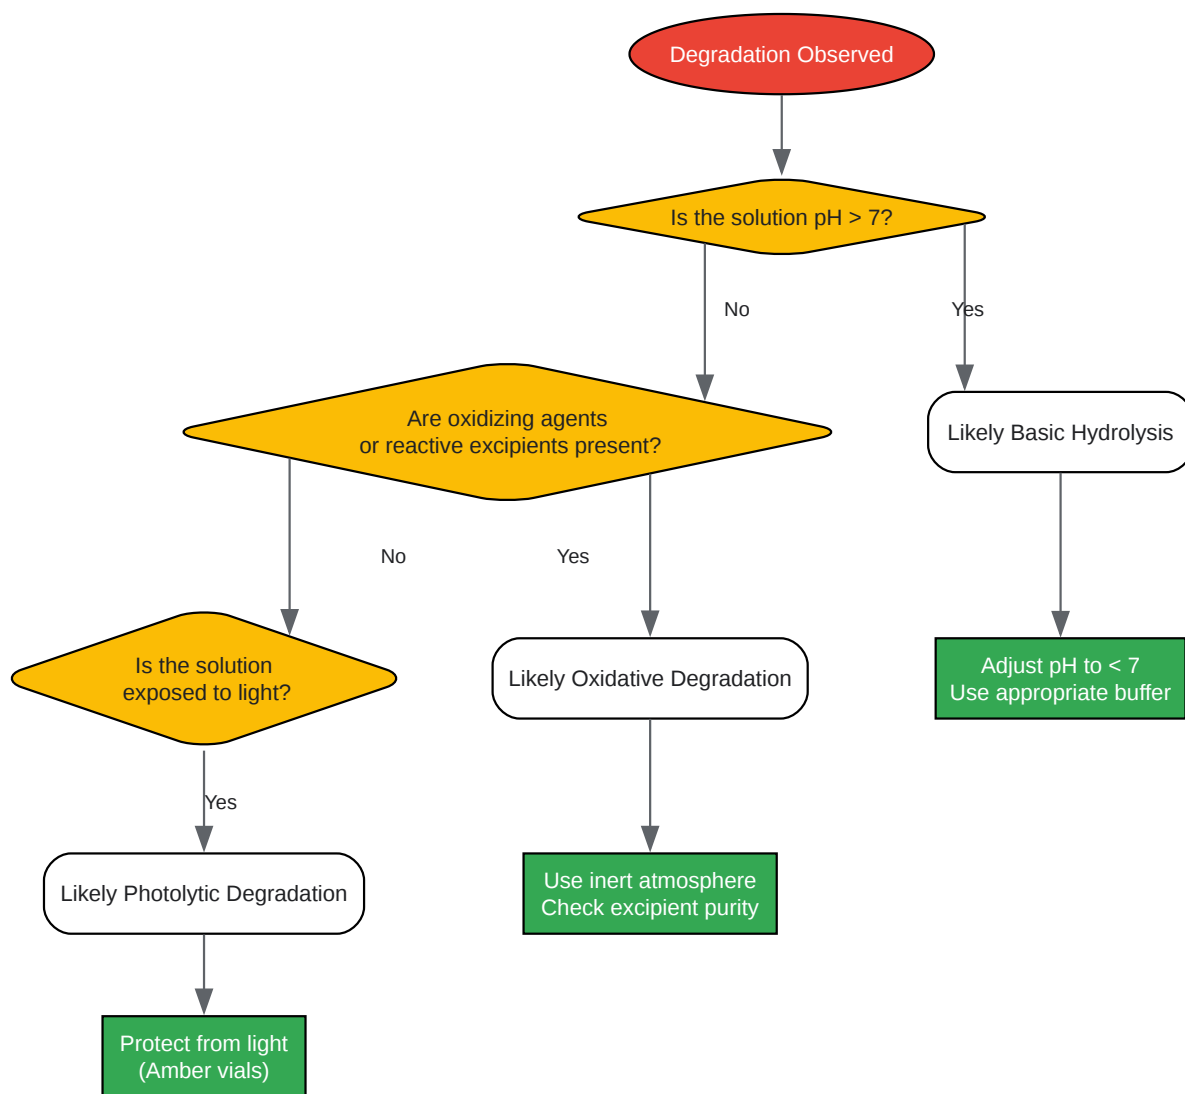 Degradation Observed
Is the solution pH > 7?
No
Yes
Are oxidizing agents
or reactive excipients present?
Likely Basic Hydrolysis
No
Yes
Is the solution
exposed to light?
Likely Oxidative Degradation
Adjust pH to < 7
Use appropriate buffer
Yes
Likely Photolytic Degradation
Use inert atmosphere
Check excipient purity
Protect from light
(Amber vials)